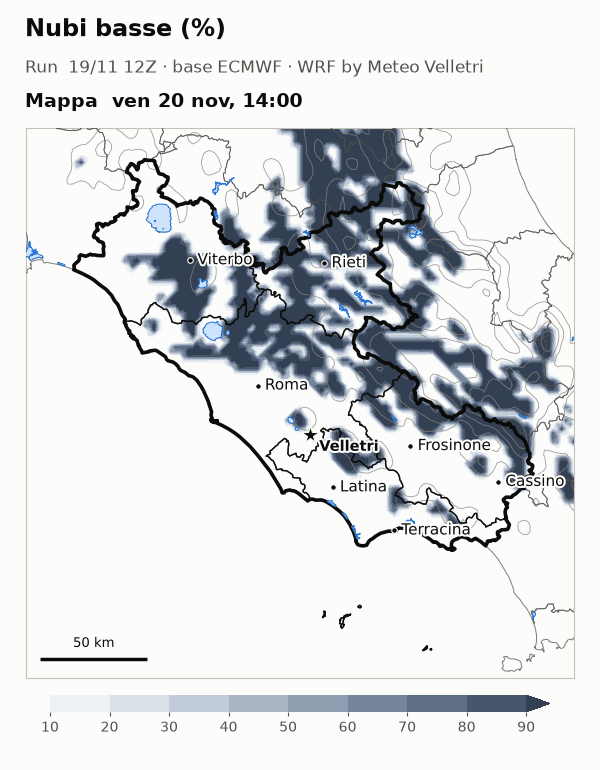 Nubi basse (%)
Run 19/11 12Z · base ECMWF · WRF by Meteo Velletri
Mappa ven 20 nov, 14:00
Viterbo
Rieti
Roma
Velletri
Frosinone
Latina
Cassino
Terracina
50 km
10 20 30 40 50 60 70 80 90